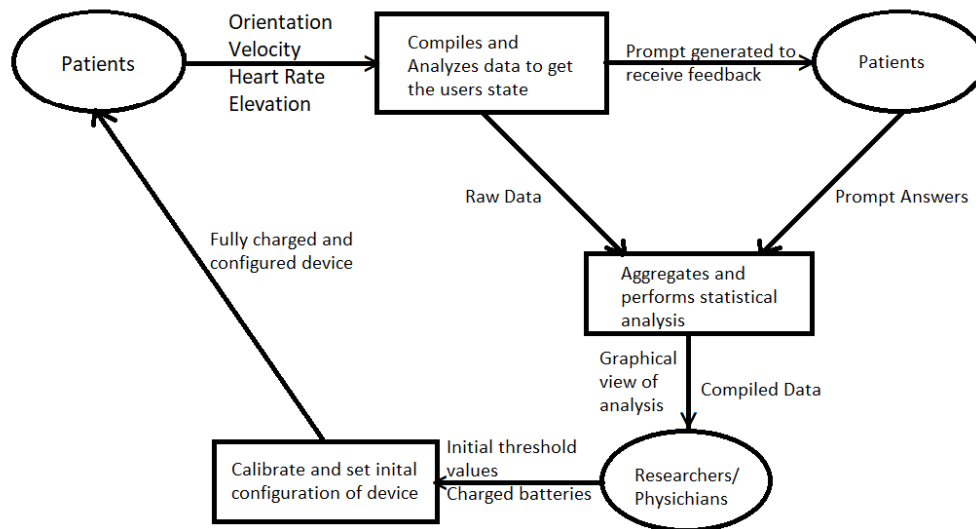 Patients
Orientation
Velocity
Heart Rate
Elevation
Compiles and
Analyzes data to get
the users state
Prompt generated to
receive feedback
Patients
Raw Data
Prompt Answers
Fully charged and
configured device
Aggregates and
performs statistical
analysis
Graphical
view of
analysis
Compiled Data
Calibrate and set inital
configuration of device
Initial threshold
values
Charged batteries
Researchers/
Physichians